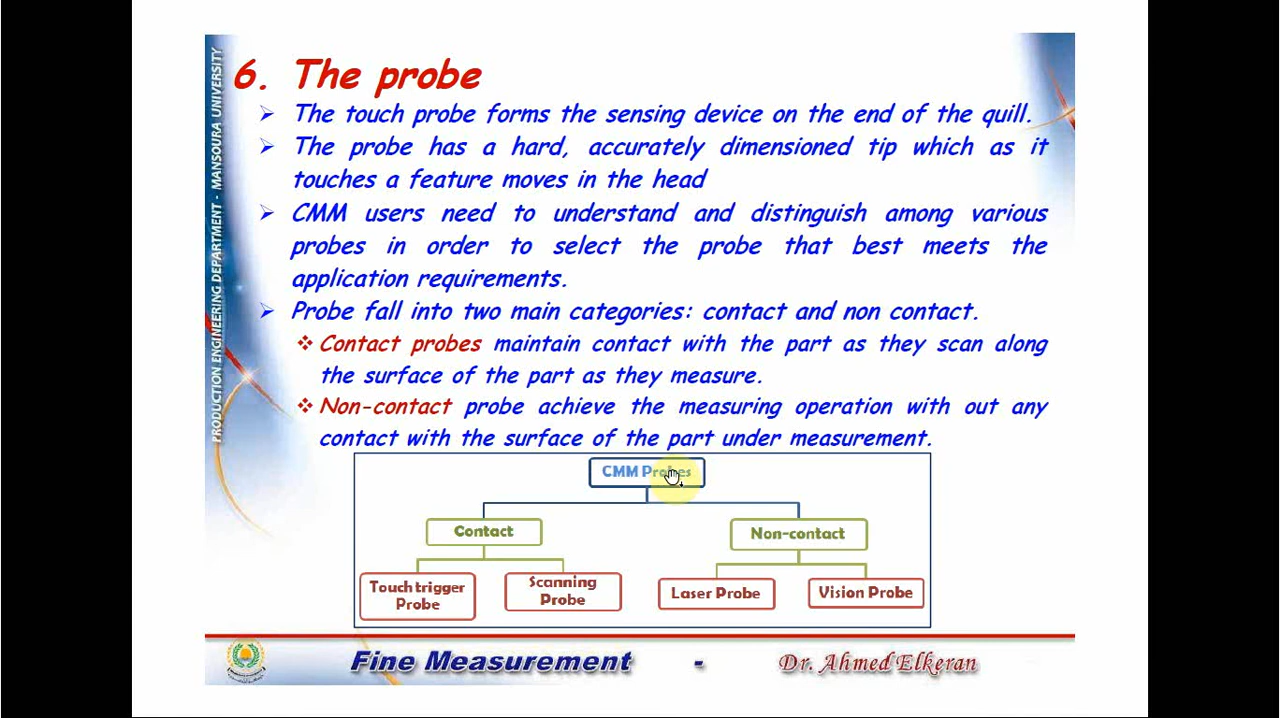 PRODUCTION ENGINEERING DEPARTMENT - MANSOURA UNIVERSITY
6. The probe
The touch probe forms the sensing device on the end of the quill.
The probe has a hard, accurately dimensioned tip which as it
touches a feature moves in the head
CMM users need to understand and distinguish among various
probes in order to select the probe that best meets the
application requirements.
Probe fall into two main categories: contact and non contact.
Contact probes maintain contact with the part as they scan along
the surface of the part as they measure.
Non-contact probe achieve the measuring operation with out any
contact with the surface of the part under measurement.
CMM Probes
Contact
Non-contact
Touch trigger
Probe
Scanning
Probe
Laser Probe
Vision Probe
Fine Measurement - Dr. Ahmed Elkeran